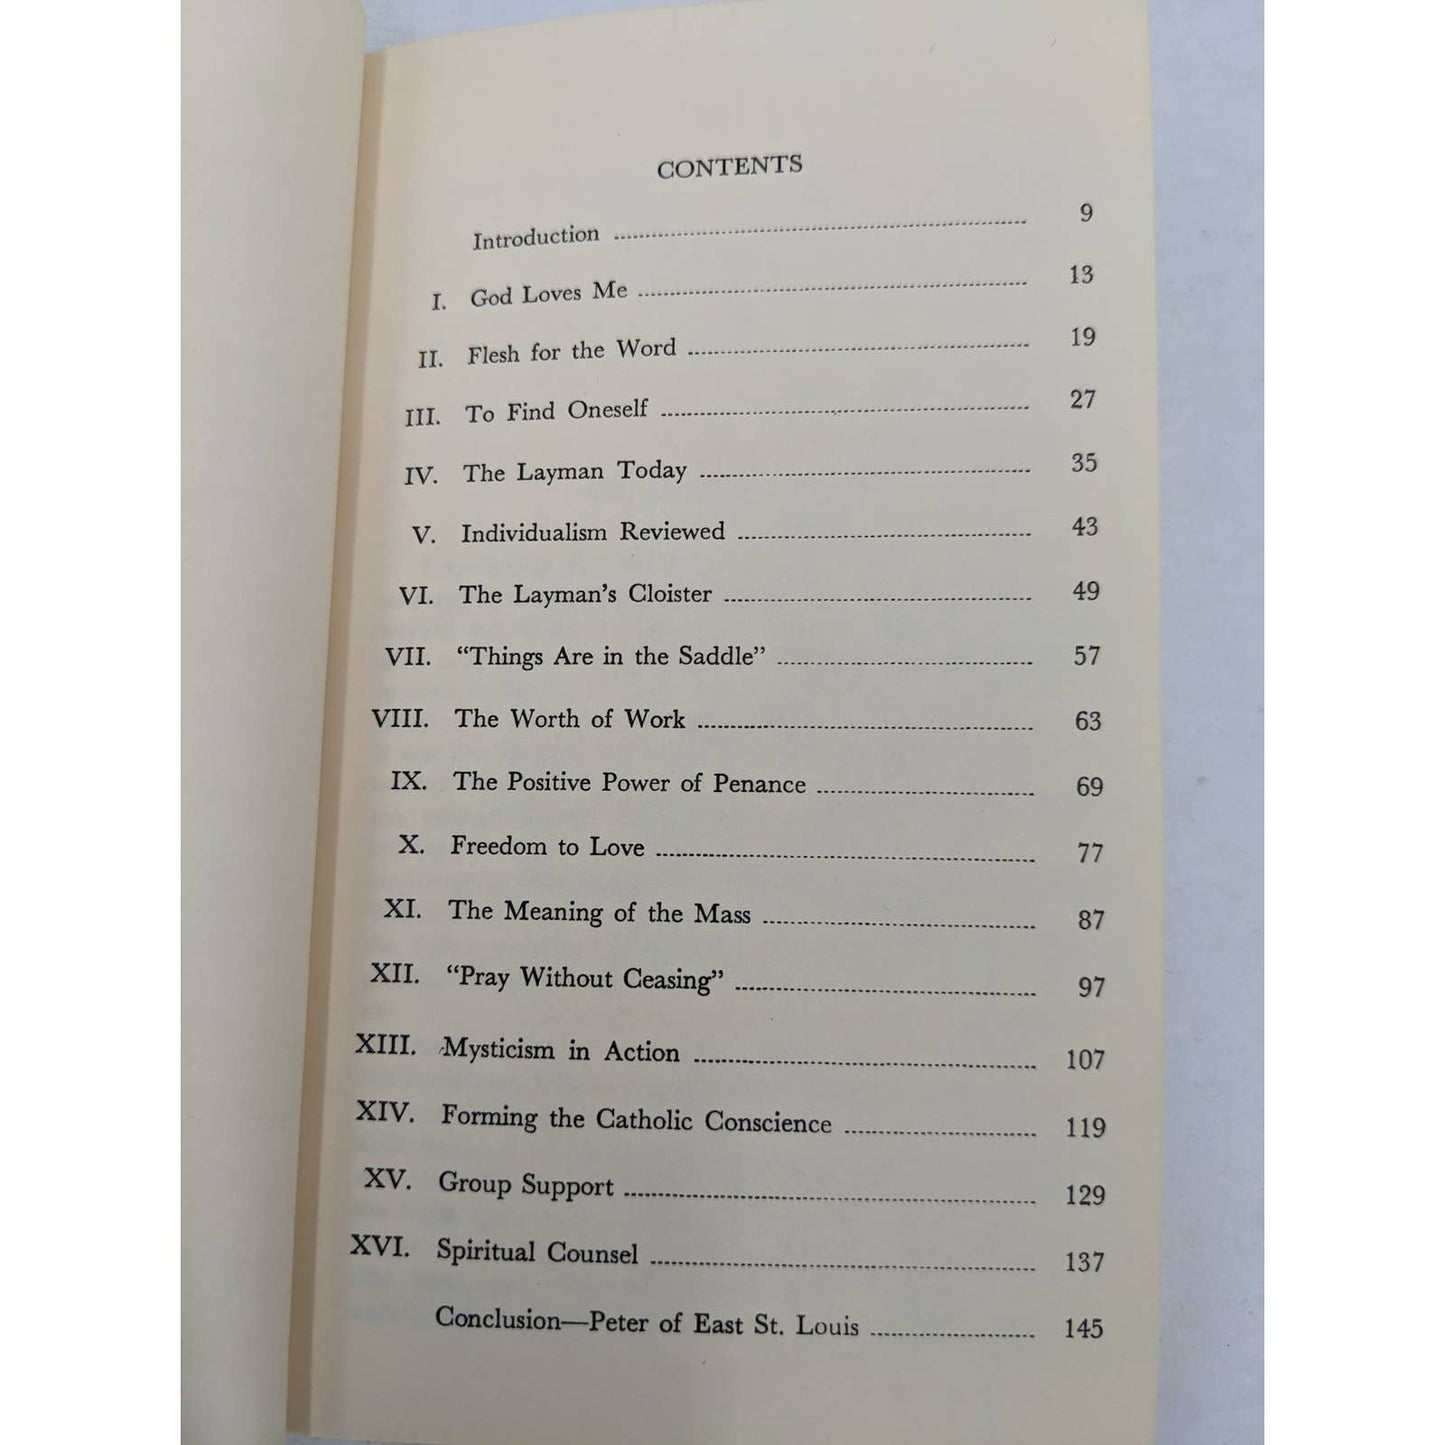 CONTENTS
Introduction 9
I. God Loves Me 13
II. Flesh for the Word 19
III. To Find Oneself 27
IV. The Layman Today 35
V. Individualism Reviewed 43
VI. The Layman's Cloister 49
VII. “Things Are in the Saddle” 57
VIII. The Worth of Work 63
IX. The Positive Power of Penance 69
X. Freedom to Love 77
XI. The Meaning of the Mass 87
XII. “Pray Without Ceasing” 97
XIII. Mysticism in Action 107
XIV. Forming the Catholic Conscience 119
XV. Group Support 129
XVI. Spiritual Counsel 137
Conclusion—Peter of East St. Louis 145